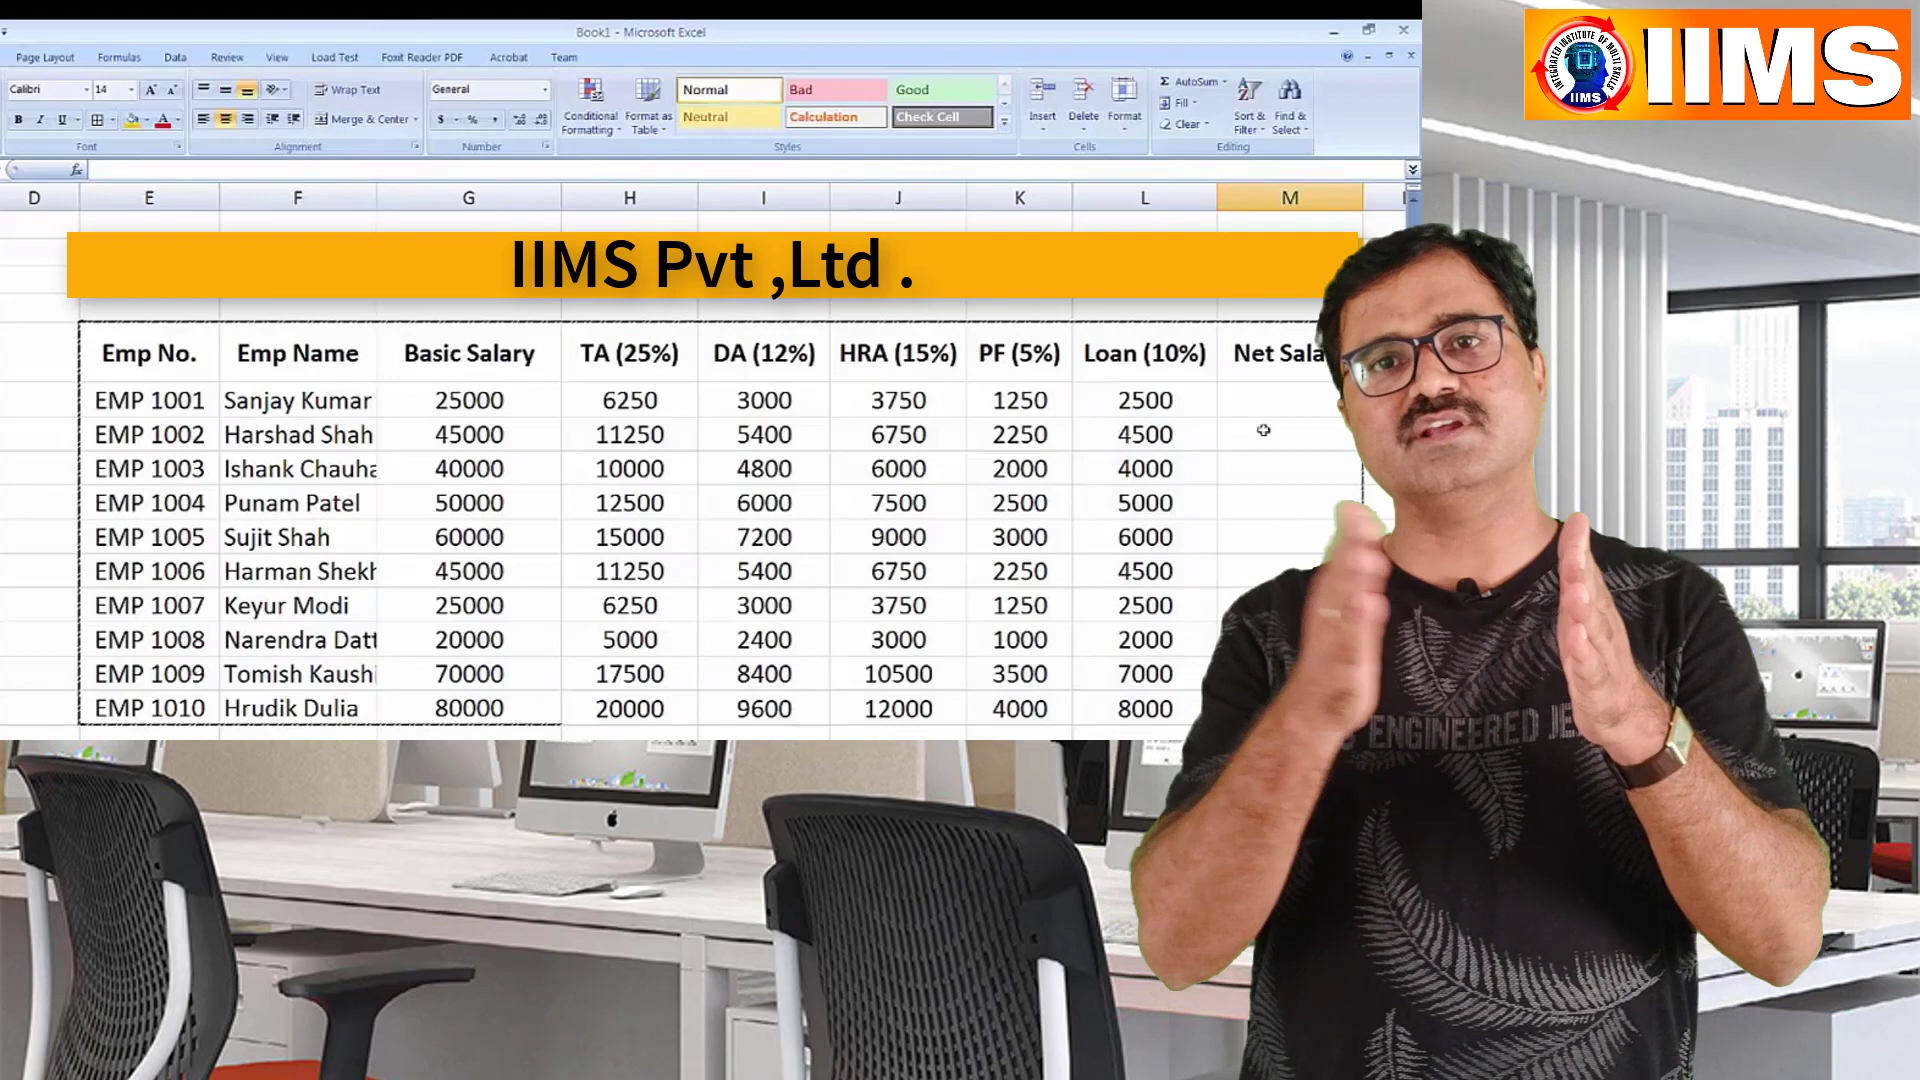 Book1 - Microsoft Excel
Page Layout Formulas Data Review View Load Test Foxit Reader PDF Acrobat Team
Calibri 14 A A Wrap Text General Normal Bad Good AutoSum
B I U A Merge & Center $ % , Conditional Formatting Format as Table Neutral Calculation Check Cell Insert Delete Format Fill Clear Sort & Filter Find & Select
Font Alignment Number Styles Cells Editing
fx
D E F G H I J K L M
IIMS Pvt ,Ltd .
Emp No. Emp Name Basic Salary TA (25%) DA (12%) HRA (15%) PF (5%) Loan (10%) Net Sala
EMP 1001 Sanjay Kumar 25000 6250 3000 3750 1250 2500
EMP 1002 Harshad Shah 45000 11250 5400 6750 2250 4500
EMP 1003 Ishank Chauha 40000 10000 4800 6000 2000 4000
EMP 1004 Punam Patel 50000 12500 6000 7500 2500 5000
EMP 1005 Sujit Shah 60000 15000 7200 9000 3000 6000
EMP 1006 Harman Shekh 45000 11250 5400 6750 2250 4500
EMP 1007 Keyur Modi 25000 6250 3000 3750 1250 2500
EMP 1008 Narendra Datt 20000 5000 2400 3000 1000 2000
EMP 1009 Tomish Kaushi 70000 17500 8400 10500 3500 7000
EMP 1010 Hrudik Dulia 80000 20000 9600 12000 4000 8000
INTEGRATED INSTITUTE OF MULTI SKILLS
IIMS
IIMS
ENGINEERED JE